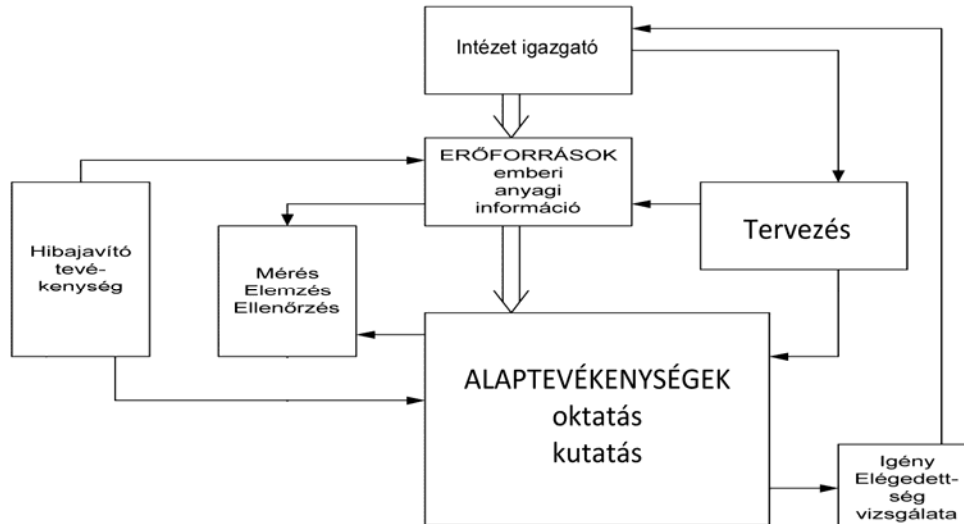 Intézet igazgató
ERŐFORRÁSOK
emberi
anyagi
információ
Tervezés
Hibajavító
tevé-
kenység
Mérés
Elemzés
Ellenőrzés
ALAPTEVÉKENYSÉGEK
oktatás
kutatás
Igény
Elégedett-
ség
vizsgálata